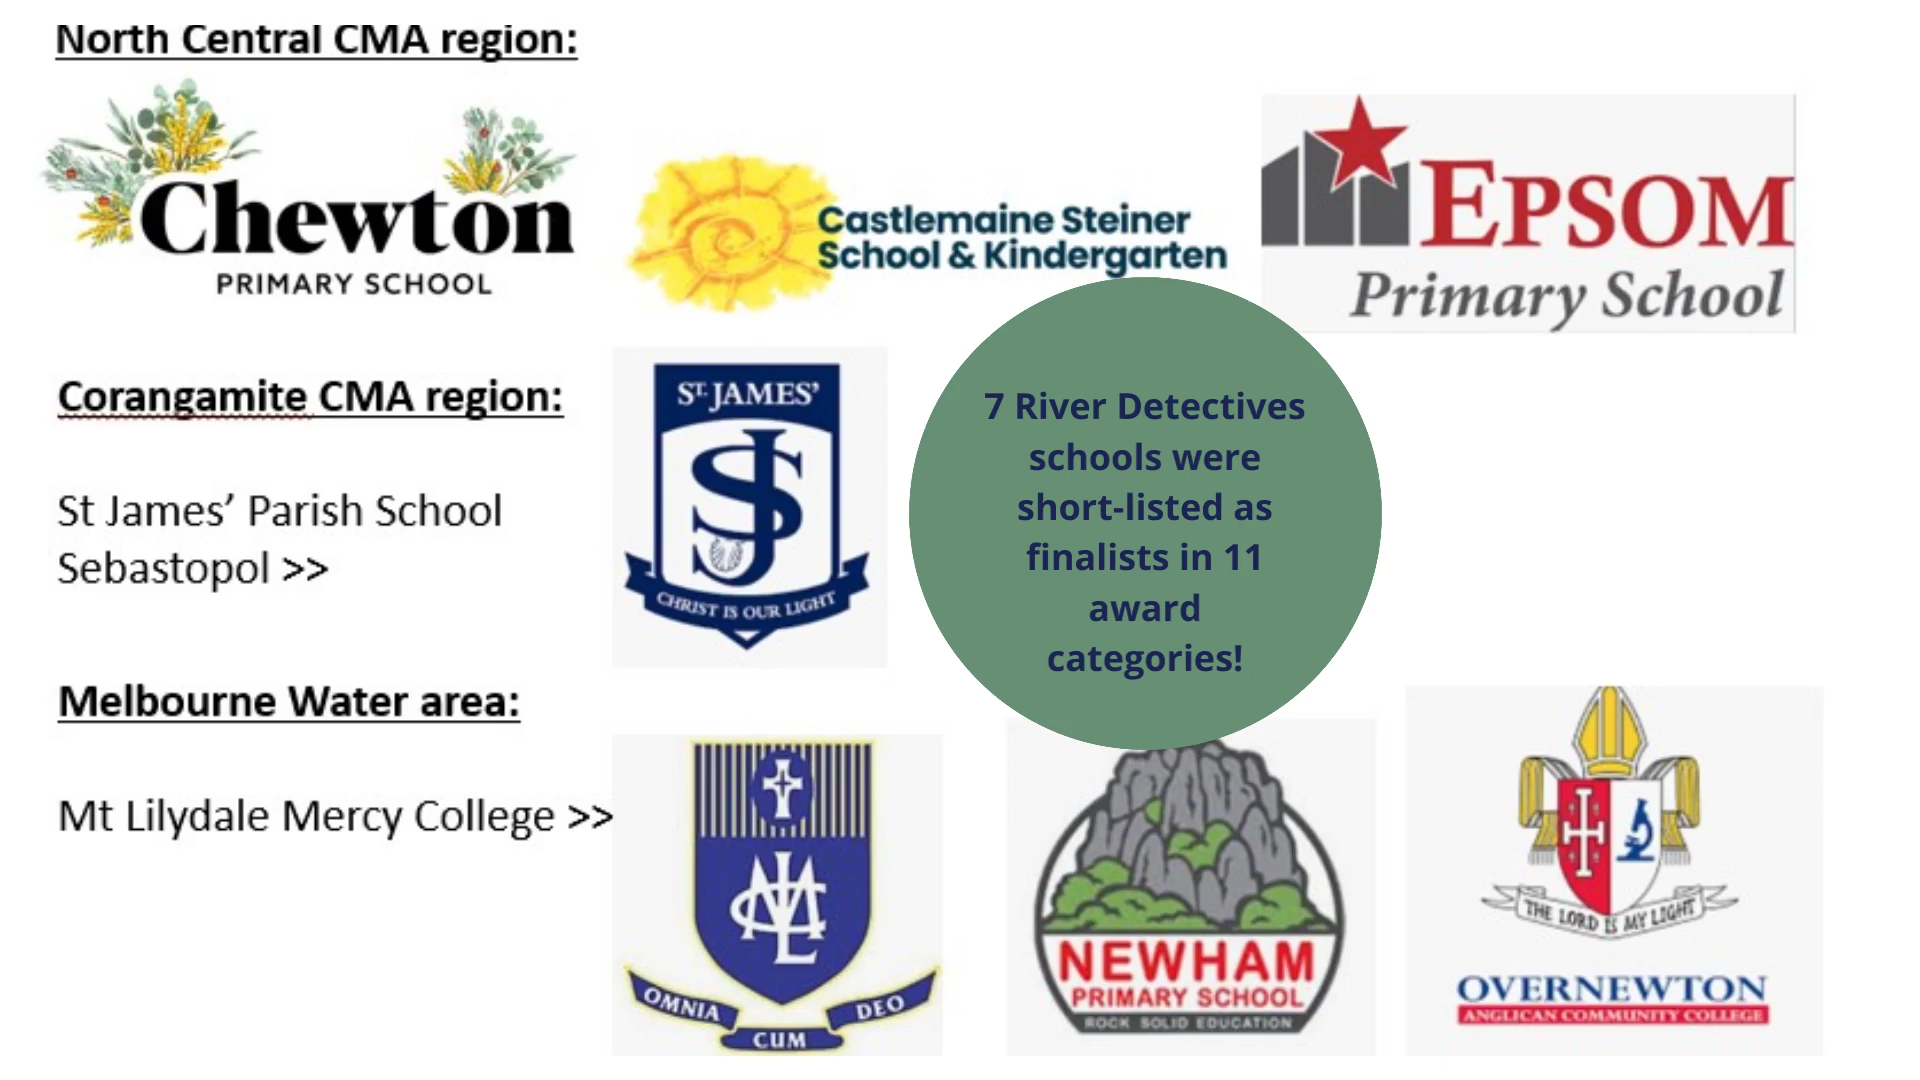 North Central CMA region:
Chewton
PRIMARY SCHOOL
Castlemaine Steiner
School & Kindergarten
EPSOM
Primary School
Corangamite CMA region:
St James’ Parish School
Sebastopol >>
ST. JAMES’
SJ
CHRIST IS OUR LIGHT
7 River Detectives
schools were
short-listed as
finalists in 11
award
categories!
Melbourne Water area:
Mt Lilydale Mercy College >>
OMNIA
CUM
DEO
NEWHAM
PRIMARY SCHOOL
ROCK SOLID EDUCATION
THE LORD IS MY LIGHT
OVERNEWTON
ANGLICAN COMMUNITY COLLEGE